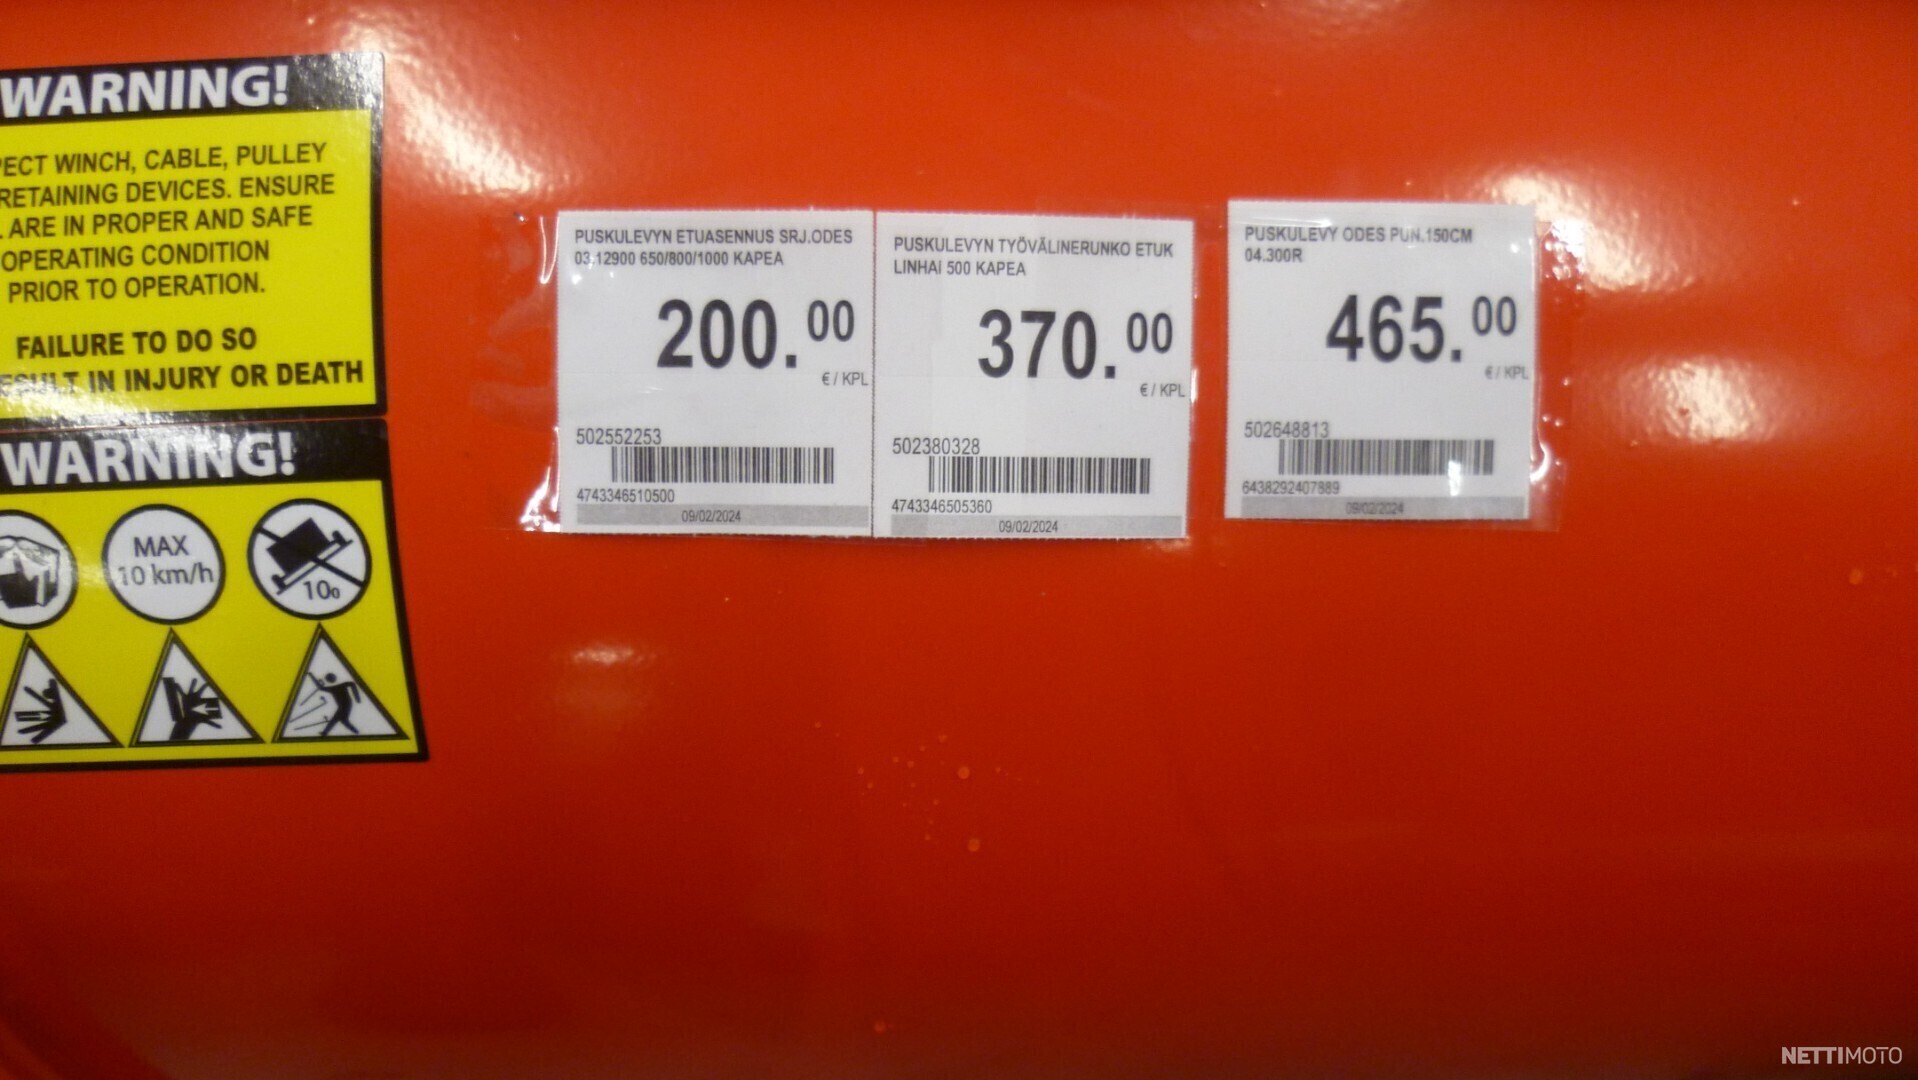 WARNING!
PECT WINCH, CABLE, PULLEY
RETAINING DEVICES. ENSURE
ARE IN PROPER AND SAFE
OPERATING CONDITION
PRIOR TO OPERATION.
FAILURE TO DO SO
ESULT IN INJURY OR DEATH
WARNING!
MAX
10 km/h
10º
PUSKULEVYN ETUASENNUS SRJ.ODES
03.12900 650/800/1000 KAPEA
200.00
€ / KPL
502552253
4743346510500
09/02/2024
PUSKULEVYN TYÖVÄLINERUNKO ETUK
LINHAI 500 KAPEA
370.00
€ / KPL
502380328
4743346505360
09/02/2024
PUSKULEVY ODES PUN.150CM
04.300R
465.00
€ / KPL
502648813
6438292407889
09/02/2024
NETTIMOTO